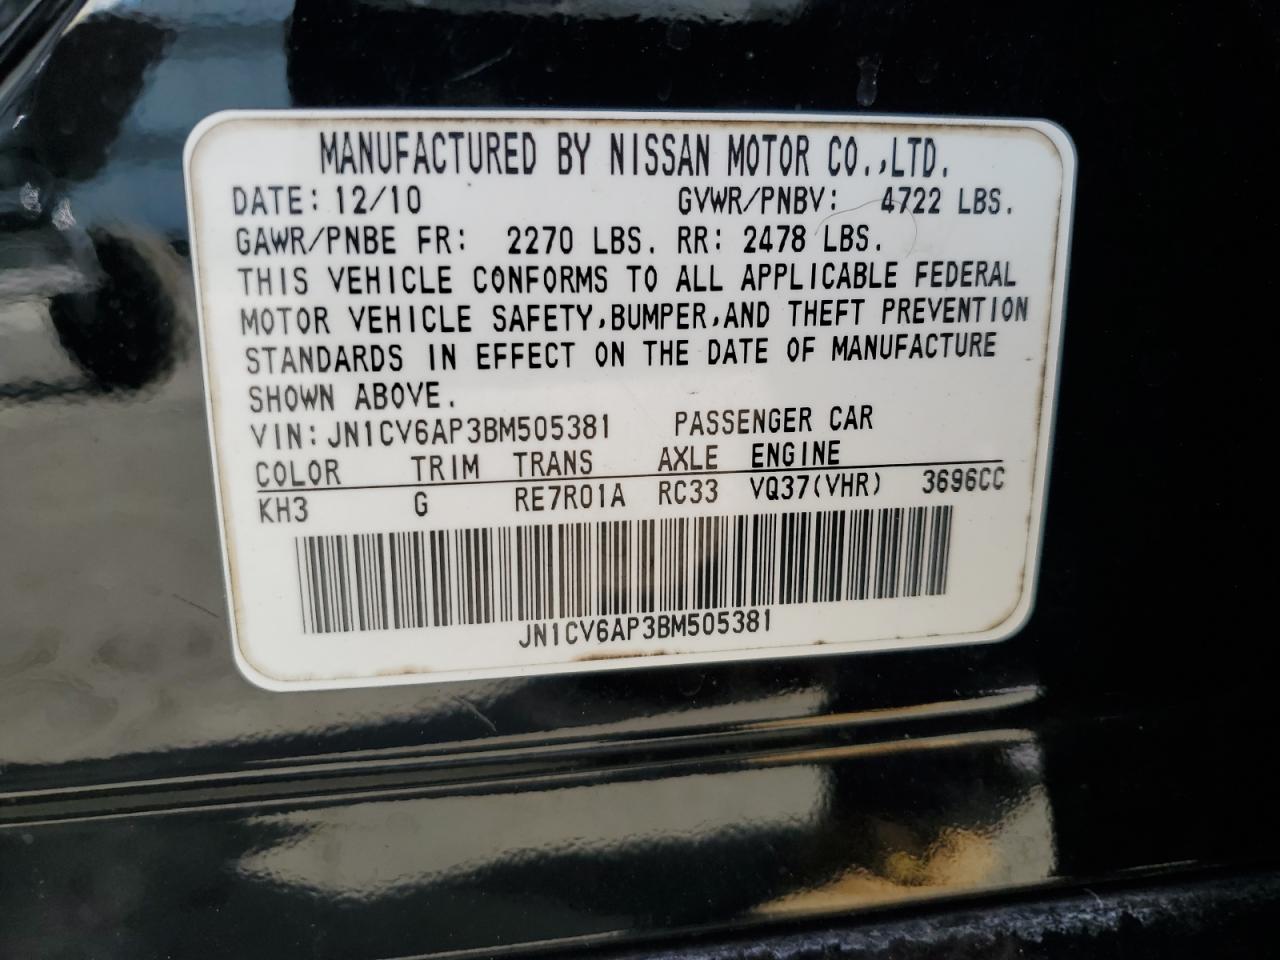 MANUFACTURED BY NISSAN MOTOR CO.,LTD.
DATE: 12/10 GVWR/PNBV: 4722 LBS.
GAWR/PNBE FR: 2270 LBS. RR: 2478 LBS.
THIS VEHICLE CONFORMS TO ALL APPLICABLE FEDERAL
MOTOR VEHICLE SAFETY,BUMPER,AND THEFT PREVENTION
STANDARDS IN EFFECT ON THE DATE OF MANUFACTURE
SHOWN ABOVE.
VIN:JN1CV6AP3BM505381 PASSENGER CAR
COLOR TRIM TRANS AXLE ENGINE
KH3 G RE7R01A RC33 VQ37(VHR) 3696CC
JN1CV6AP3BM505381